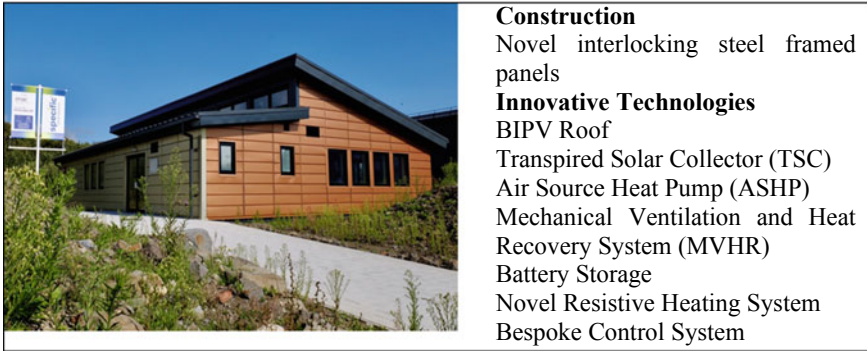 specific
Construction
Novel interlocking steel framed
panels
Innovative Technologies
BIPV Roof
Transpired Solar Collector (TSC)
Air Source Heat Pump (ASHP)
Mechanical Ventilation and Heat
Recovery System (MVHR)
Battery Storage
Novel Resistive Heating System
Bespoke Control System